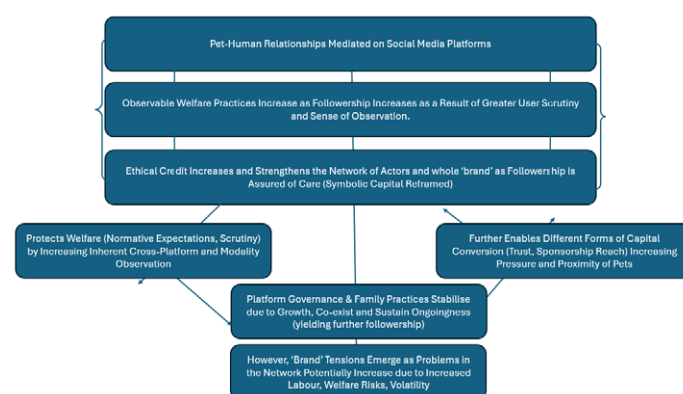 Pet-Human Relationships Mediated on Social Media Platforms
Observable Welfare Practices Increase as Followership Increases as a Result of Greater User Scrutiny
and Sense of Observation.
Ethical Credit Increases and Strengthens the Network of Actors and whole ‘brand’ as Followership is
Assured of Care (Symbolic Capital Reframed)
Protects Welfare (Normative Expectations, Scrutiny)
by Increasing Inherent Cross-Platform and Modality
Observation
Further Enables Different Forms of Capital
Conversion (Trust, Sponsorship Reach) Increasing
Pressure and Proximity of Pets
Platform Governance & Family Practices Stabilise
due to Growth, Co-exist and Sustain Ongoingness
(yielding further followership)
However, ‘Brand’ Tensions Emerge as Problems in
the Network Potentially Increase due to Increased
Labour, Welfare Risks, Volatility